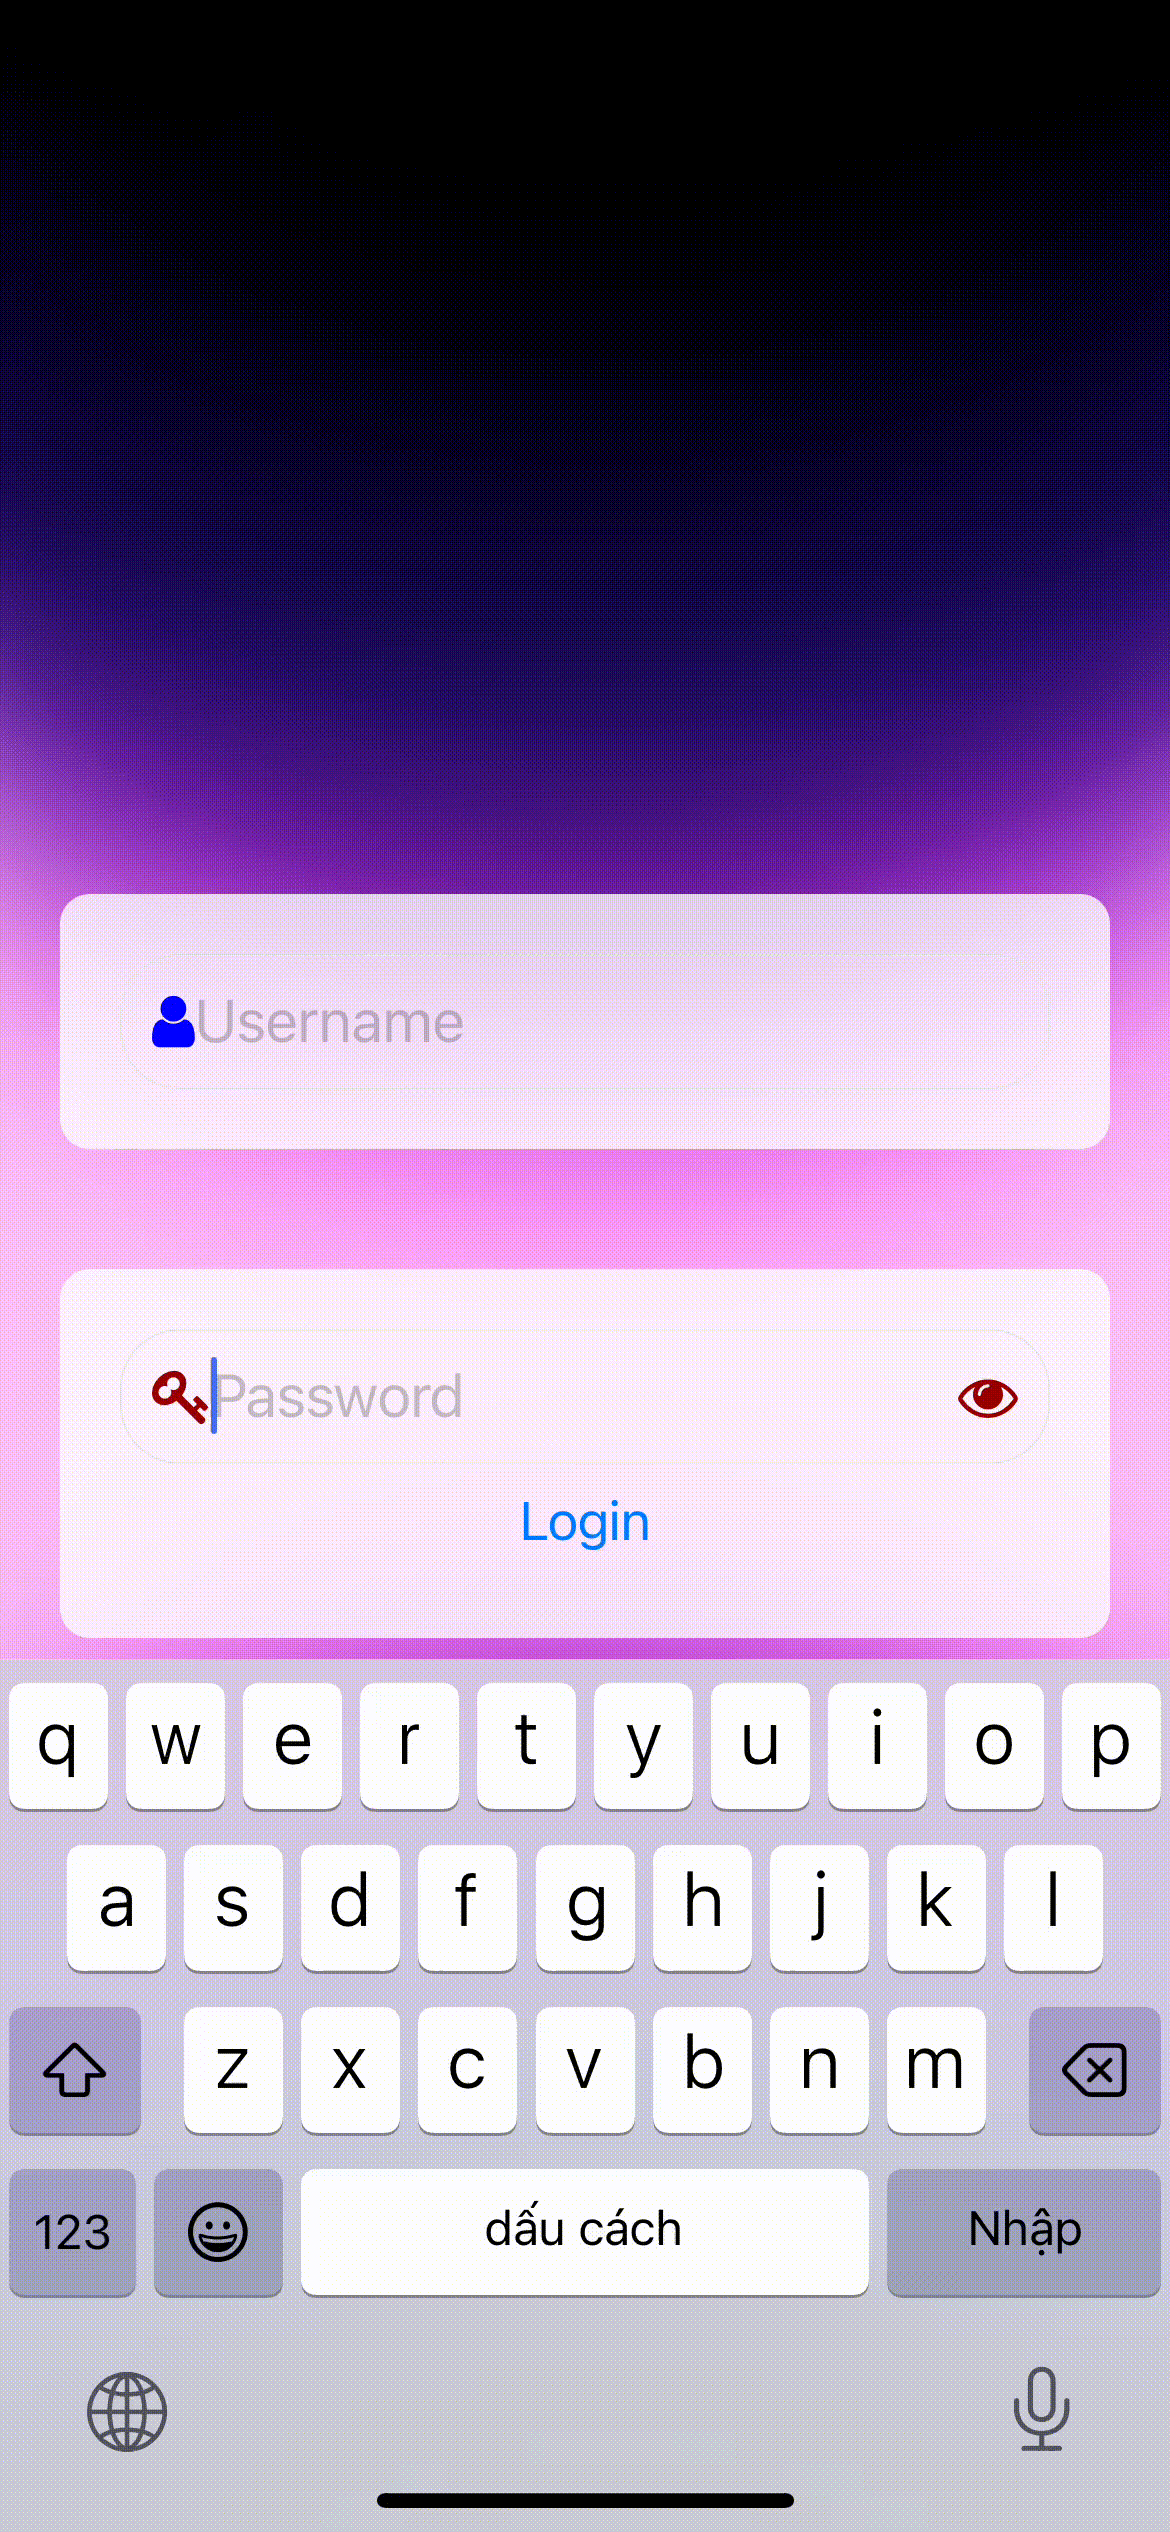 Username
Password
Login
q w e r t y u i o p
a s d f g h j k l
z x c v b n m
123 dấu cách Nhập